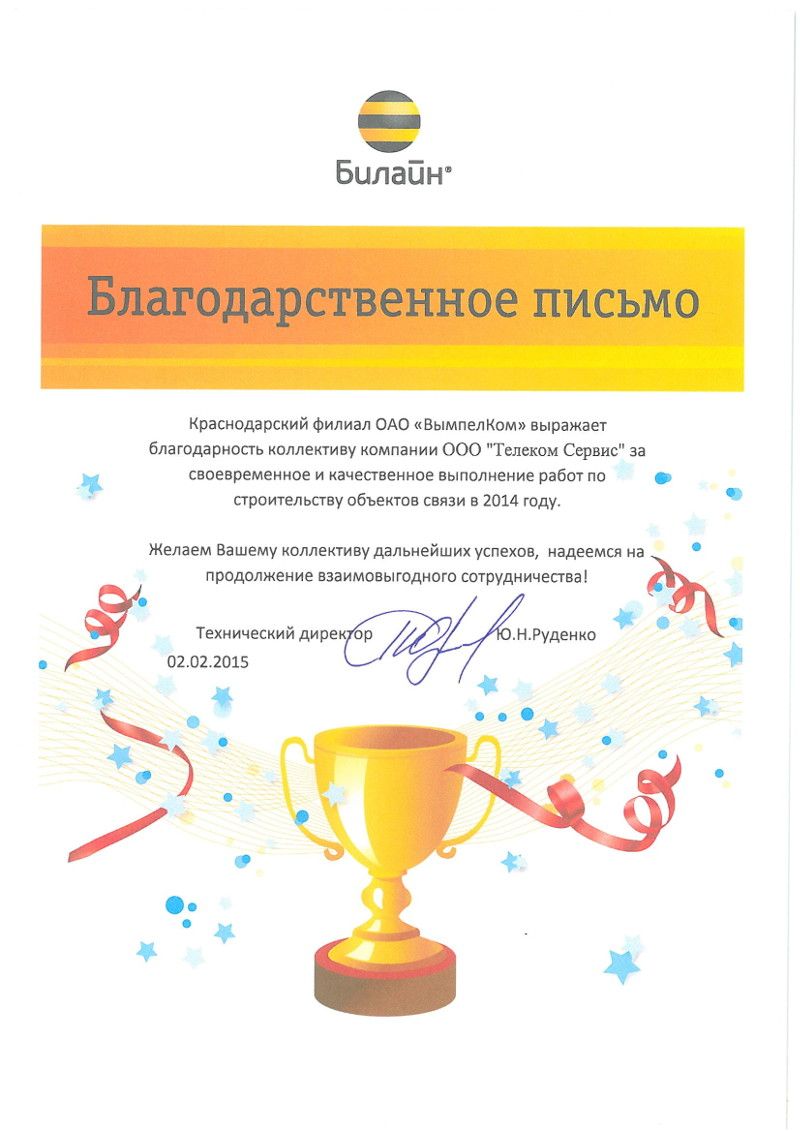 Билайн®
Благодарственное письмо
Краснодарский филиал ОАО «ВымпелКом» выражает
благодарность коллективу компании ООО "Телеком Сервис" за
своевременное и качественное выполнение работ по
строительству объектов связи в 2014 году.
Желаем Вашему коллективу дальнейших успехов, надеемся на
продолжение взаимовыгодного сотрудничества!
Технический директор Ю.Н.Руденко
02.02.2015